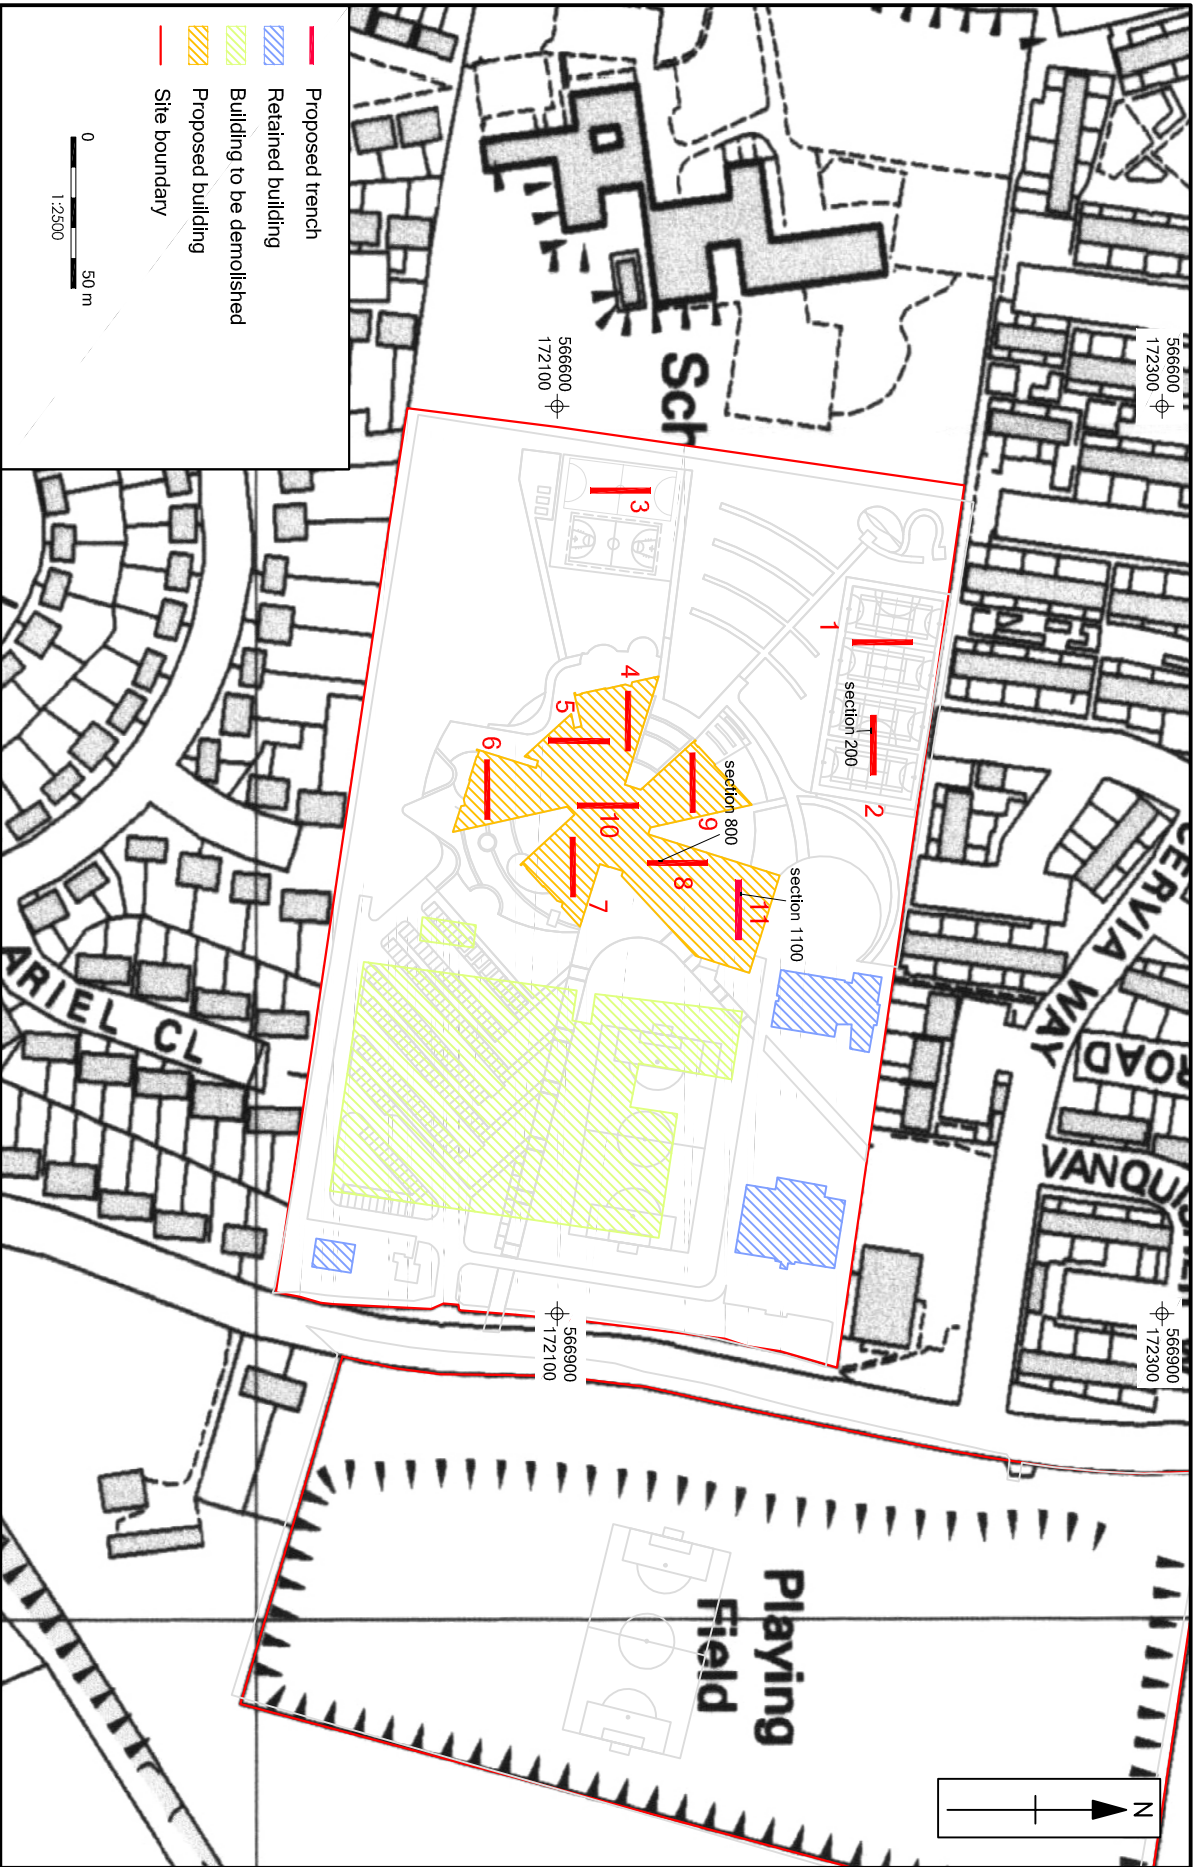 566600
172300
566900
172300
CERVIA WAY
ROAD
VANQU
Sch
566600
172100
566900
172100
1
section 200
2
3
4
5
6
section 800
9
10
8
7
section 1100
11
ARIEL CL
Playing
Field
N
Proposed trench
Retained building
Building to be demolished
Proposed building
Site boundary
0
50 m
1:2500